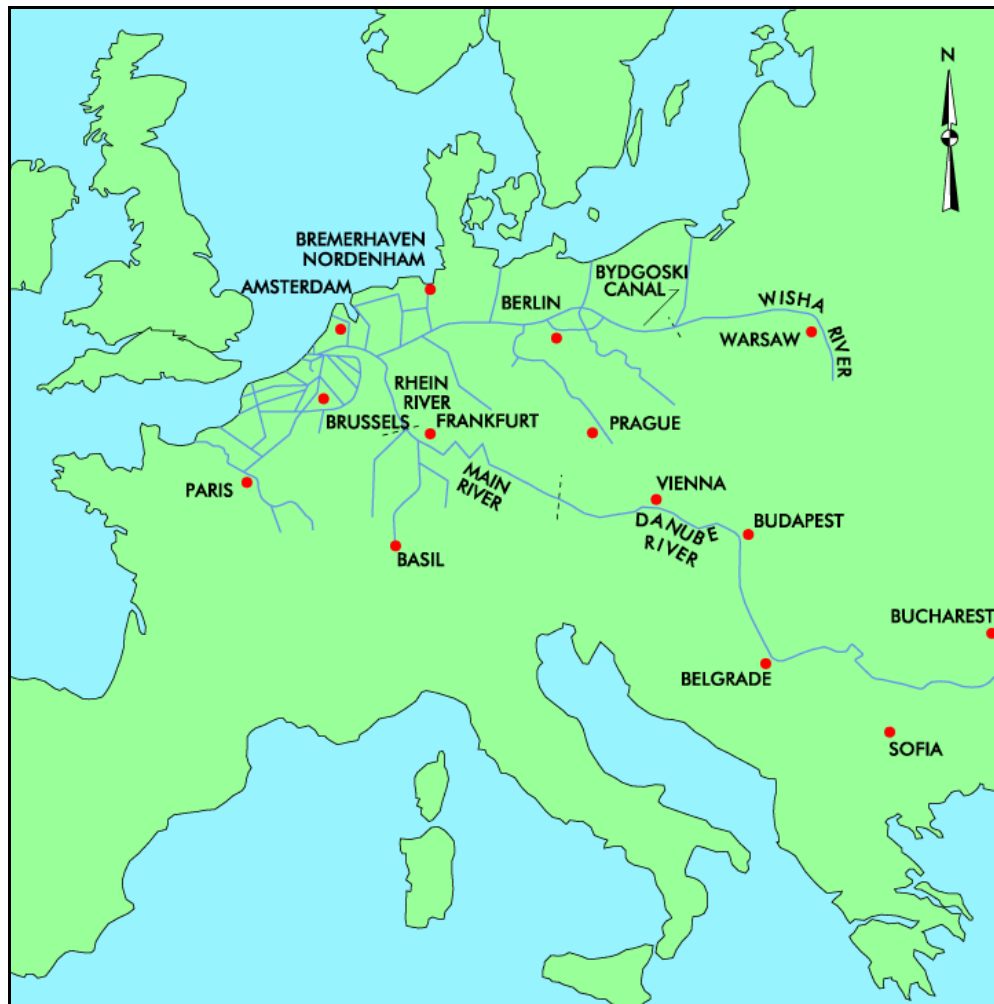 N
BREMERHAVEN
NORDENHAM
AMSTERDAM
BERLIN
BYDGOSKI
CANAL
WISHA
RIVER
WARSAW
RHEIN
RIVER
BRUSSELS
FRANKFURT
PRAGUE
PARIS
MAIN
RIVER
VIENNA
DANUBE
RIVER
BUDAPEST
BASIL
BUCHAREST
BELGRADE
SOFIA